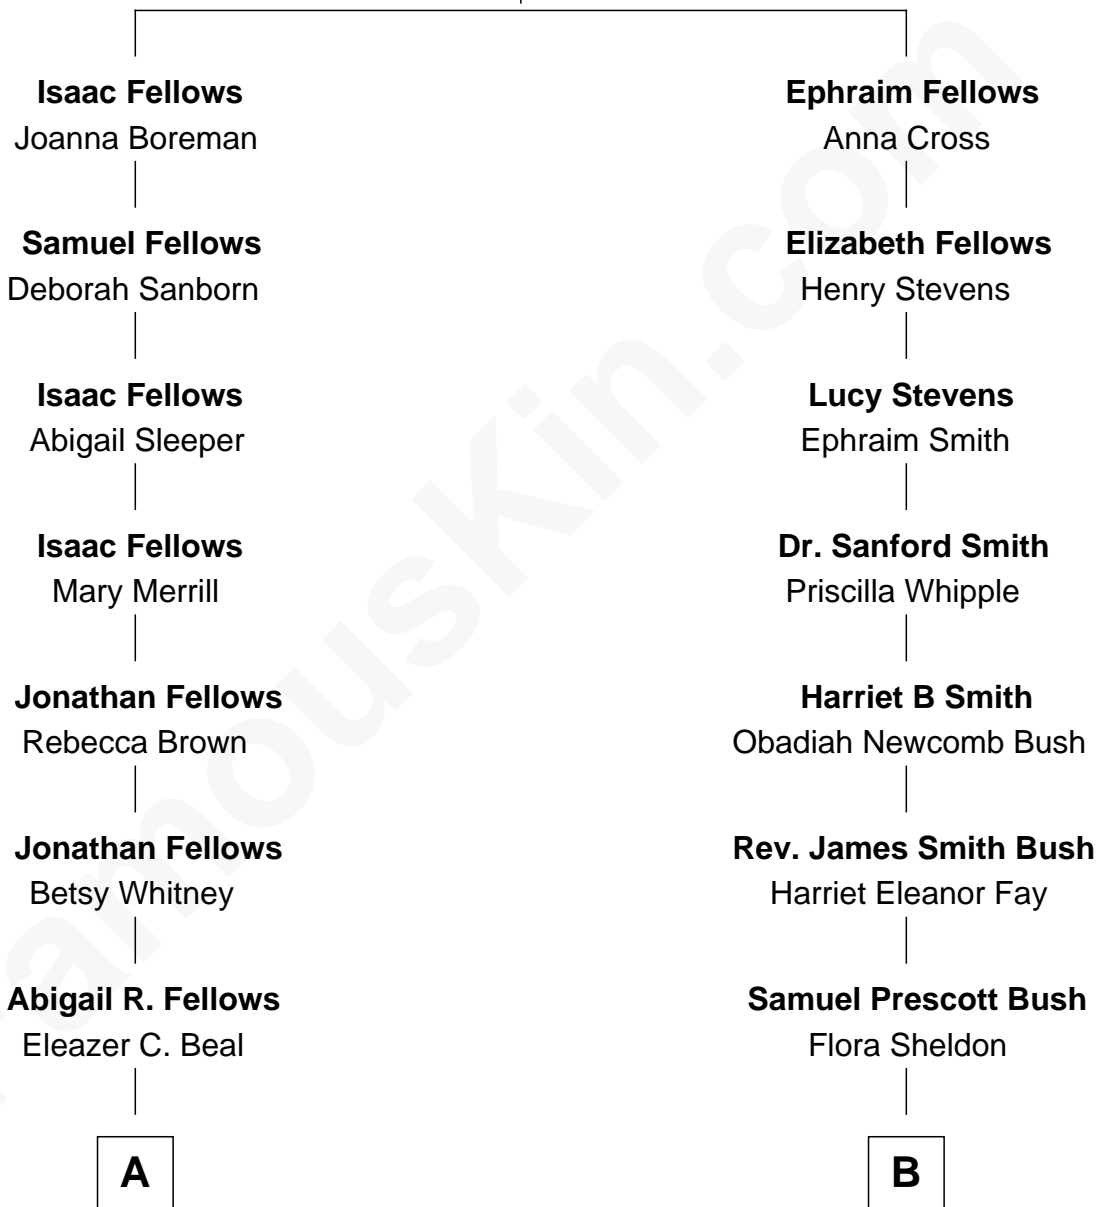 Isaac Fellows
Joanna Boreman
Samuel Fellows
Deborah Sanborn
Isaac Fellows
Abigail Sleeper
Isaac Fellows
Mary Merrill
Jonathan Fellows
Rebecca Brown
Jonathan Fellows
Betsy Whitney
Abigail R. Fellows
Eleazer C. Beal
A
Ephraim Fellows
Anna Cross
Elizabeth Fellows
Henry Stevens
Lucy Stevens
Ephraim Smith
Dr. Sanford Smith
Priscilla Whipple
Harriet B Smith
Obadiah Newcomb Bush
Rev. James Smith Bush
Harriet Eleanor Fay
Samuel Prescott Bush
Flora Sheldon
B
FamousKin.com